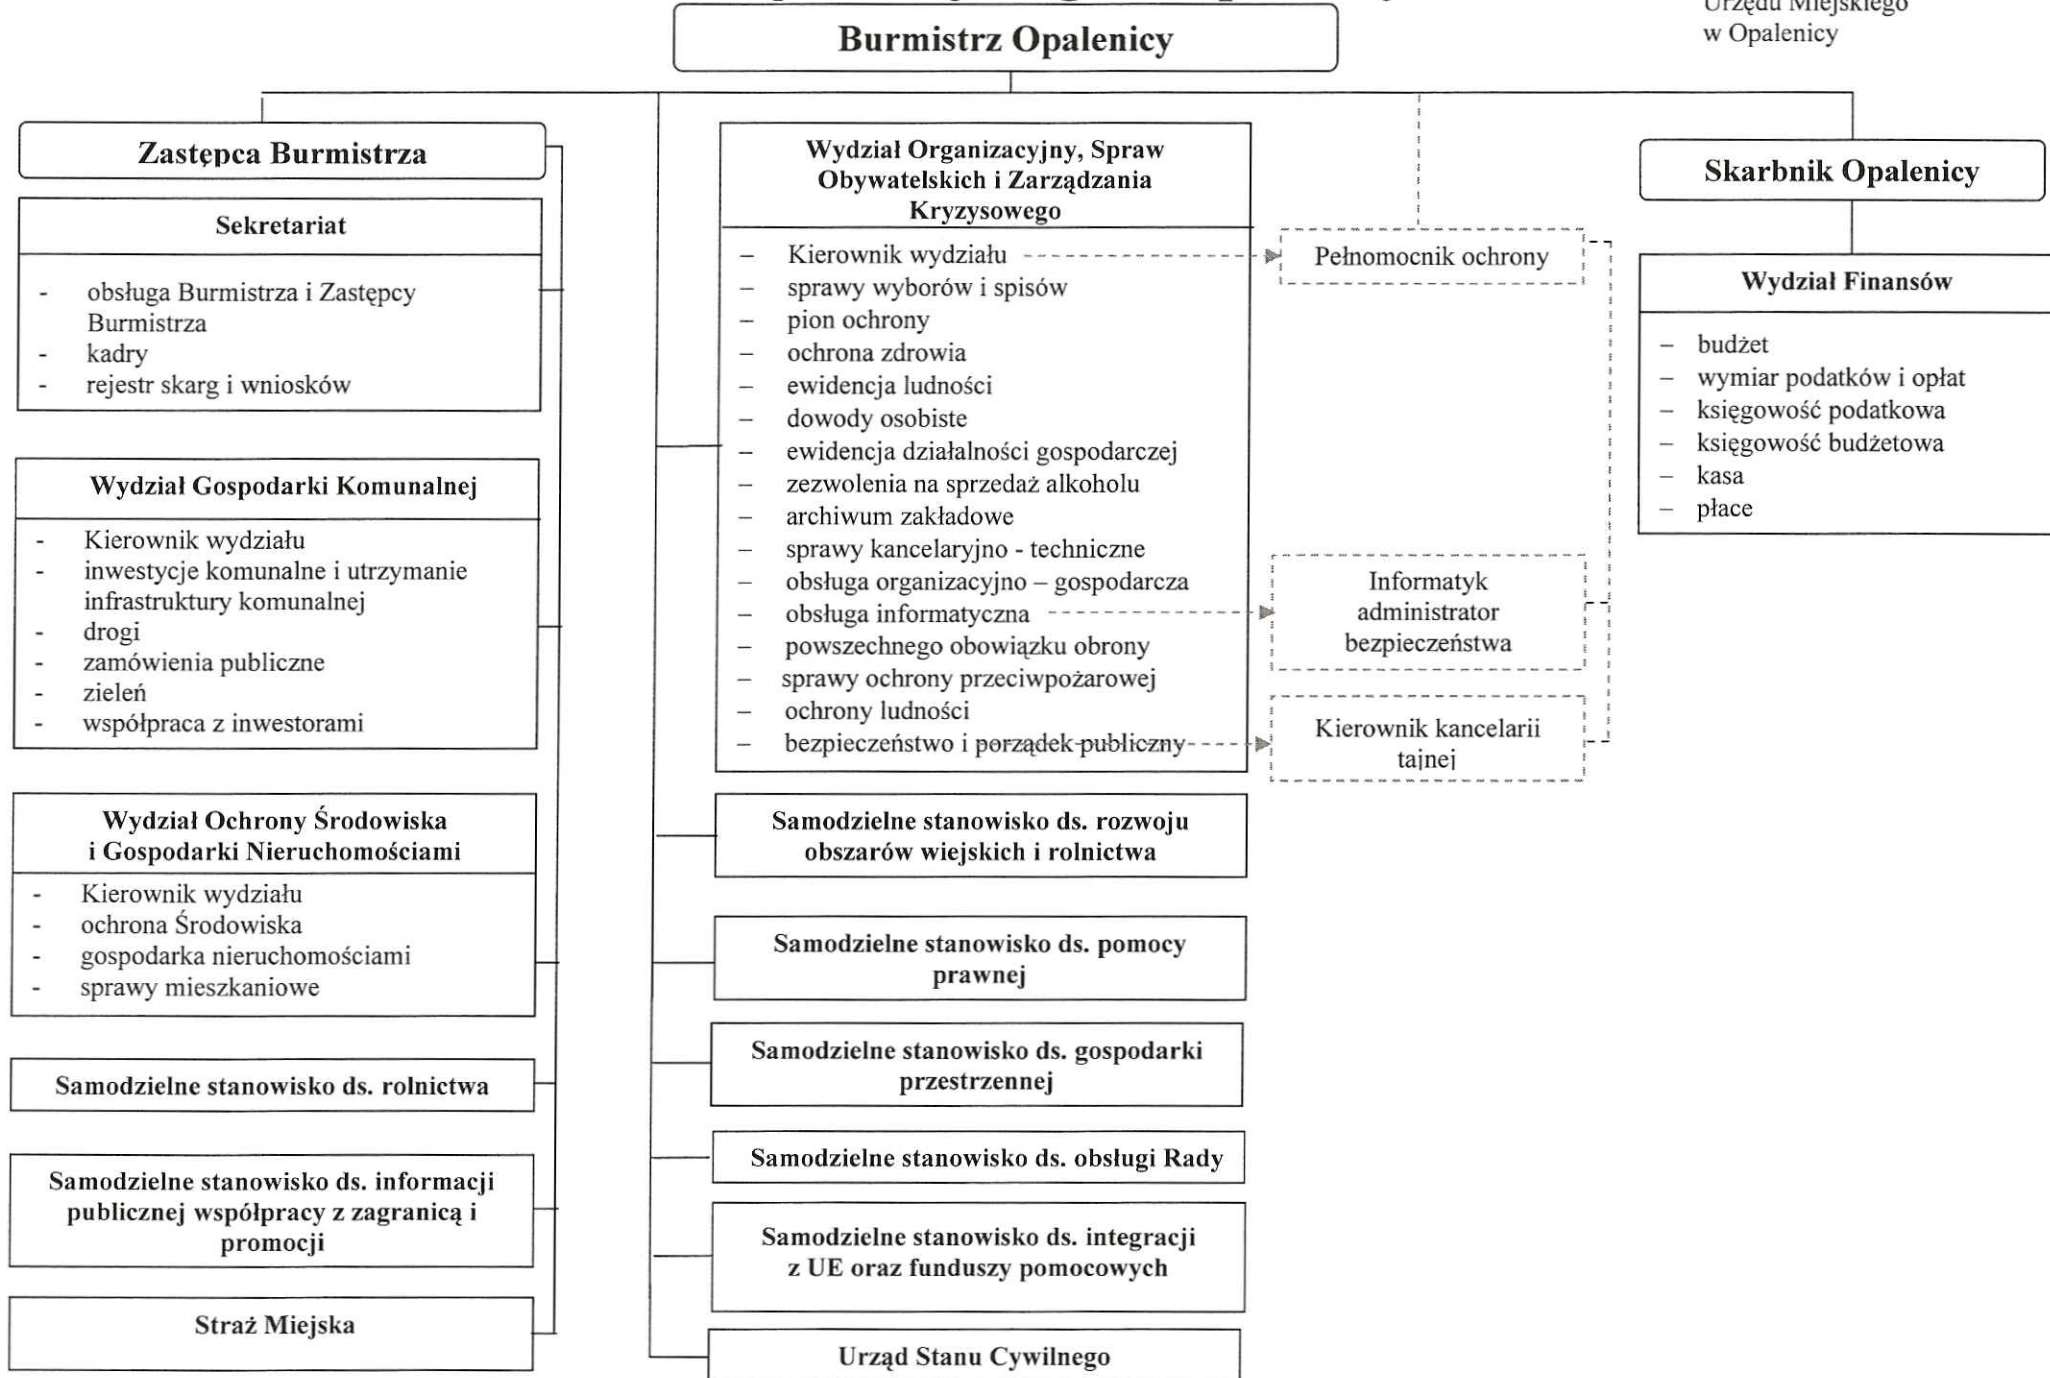 Urzędu Miejskiego
w Opalenicy
Burmistrz Opalenicy
Zastępca Burmistrza
Sekretariat
- obsługa Burmistrza i Zastępcy
Burmistrza
- kadry
- rejestr skarg i wniosków
Wydział Gospodarki Komunalnej
- Kierownik wydziału
- inwestycje komunalne i utrzymanie
infrastruktury komunalnej
- drogi
- zamówienia publiczne
- zieleń
- współpraca z inwestorami
Wydział Ochrony Środowiska
i Gospodarki Nieruchomościami
- Kierownik wydziału
- ochrona Środowiska
- gospodarka nieruchomościami
- sprawy mieszkaniowe
Samodzielne stanowisko ds. rolnictwa
Samodzielne stanowisko ds. informacji
publicznej współpracy z zagranicą i
promocji
Straż Miejska
Wydział Organizacyjny, Spraw
Obywatelskich i Zarządzania
Kryzysowego
– Kierownik wydziału
– sprawy wyborów i spisów
– pion ochrony
– ochrona zdrowia
– ewidencja ludności
– dowody osobiste
– ewidencja działalności gospodarczej
– zezwolenia na sprzedaż alkoholu
– archiwum zakładowe
– sprawy kancelaryjno - techniczne
– obsługa organizacyjno – gospodarcza
– obsługa informatyczna
– powszechnego obowiązku obrony
– sprawy ochrony przeciwpożarowej
– ochrony ludności
– bezpieczeństwo i porządek publiczny
Samodzielne stanowisko ds. rozwoju
obszarów wiejskich i rolnictwa
Samodzielne stanowisko ds. pomocy
prawnej
Samodzielne stanowisko ds. gospodarki
przestrzennej
Samodzielne stanowisko ds. obsługi Rady
Samodzielne stanowisko ds. integracji
z UE oraz funduszy pomocowych
Urząd Stanu Cywilnego
Pełnomocnik ochrony
Informatyk
administrator
bezpieczeństwa
Kierownik kancelarii
tajnej
Skarbnik Opalenicy
Wydział Finansów
– budżet
– wymiar podatków i opłat
– księgowość podatkowa
– księgowość budżetowa
– kasa
– płace